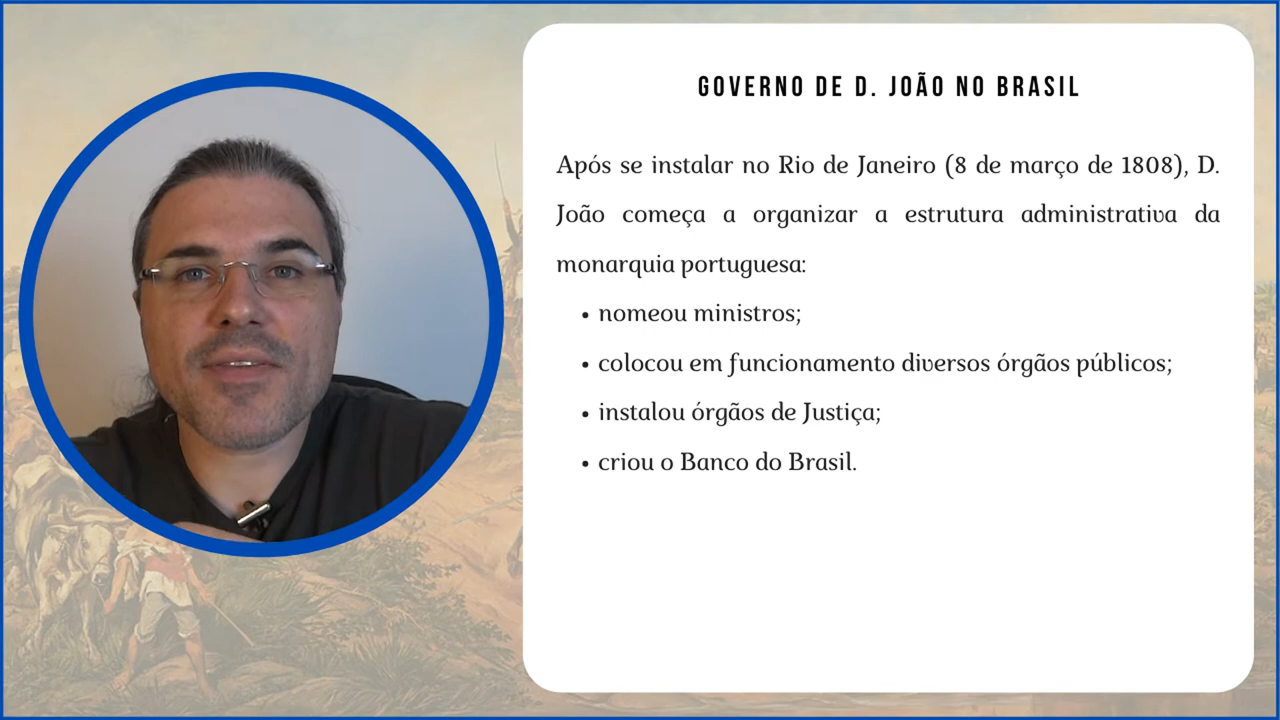 GOVERNO DE D. JOÃO NO BRASIL
Após se instalar no Rio de Janeiro (8 de março de 1808), D.
João começa a organizar a estrutura administrativa da
monarquia portuguesa:
• nomeou ministros;
• colocou em funcionamento diversos órgãos públicos;
• instalou órgãos de Justiça;
• criou o Banco do Brasil.